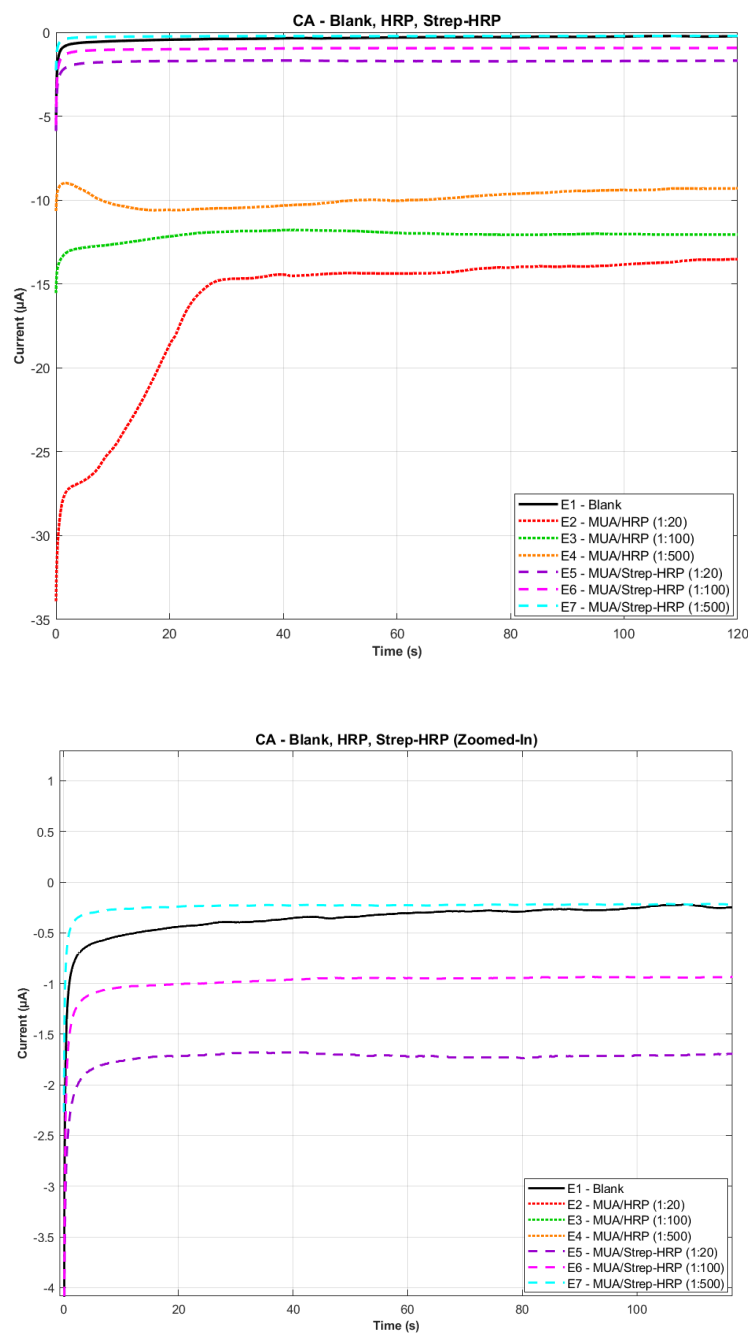 CA - Blank, HRP, Strep-HRP
0
-5
-10
-15
-20
-25
-30
-35
Current (µA)
E1 - Blank
E2 - MUA/HRP (1:20)
E3 - MUA/HRP (1:100)
E4 - MUA/HRP (1:500)
E5 - MUA/Strep-HRP (1:20)
E6 - MUA/Strep-HRP (1:100)
E7 - MUA/Strep-HRP (1:500)
0 20 40 60 80 100 120
Time (s)
CA - Blank, HRP, Strep-HRP (Zoomed-In)
1
0.5
0
-0.5
-1
-1.5
-2
-2.5
-3
-3.5
-4
Current (µA)
E1 - Blank
E2 - MUA/HRP (1:20)
E3 - MUA/HRP (1:100)
E4 - MUA/HRP (1:500)
E5 - MUA/Strep-HRP (1:20)
E6 - MUA/Strep-HRP (1:100)
E7 - MUA/Strep-HRP (1:500)
0 20 40 60 80 100
Time (s)